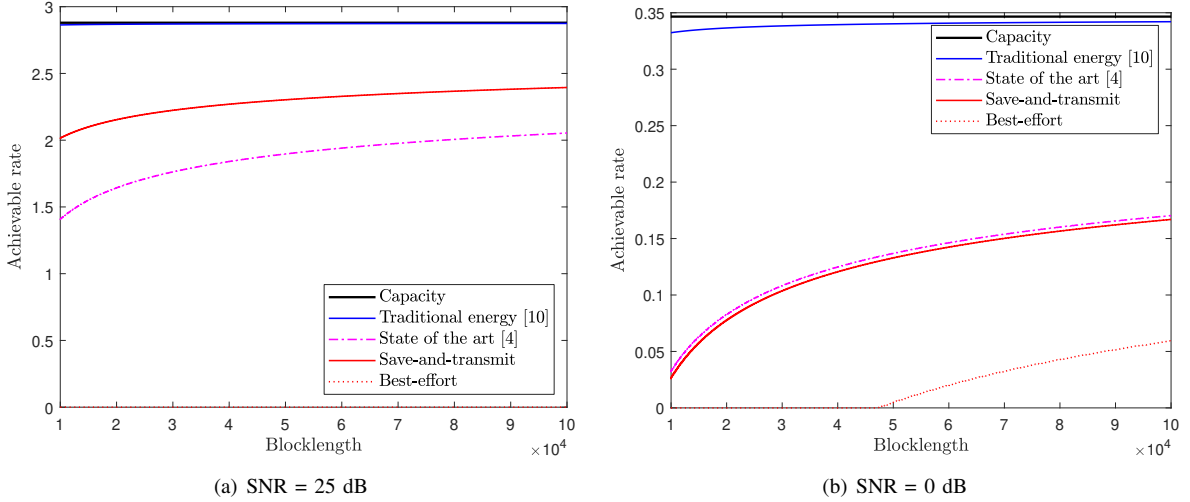 3
2.5
2
1.5
1
0.5
0
Achievable rate
Capacity
Traditional energy [10]
State of the art [4]
Save-and-transmit
Best-effort
1 2 3 4 5 6 7 8 9 10
Blocklength
×10⁴
(a) SNR = 25 dB
0.35
0.3
0.25
0.2
0.15
0.1
0.05
0
Achievable rate
Capacity
Traditional energy [10]
State of the art [4]
Save-and-transmit
Best-effort
1 2 3 4 5 6 7 8 9 10
Blocklength
×10⁴
(b) SNR = 0 dB